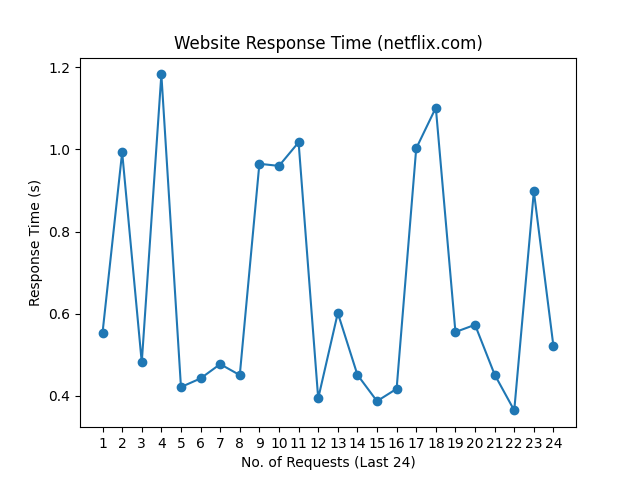 Website Response Time (netflix.com)
Response Time (s)
1.2
1.0
0.8
0.6
0.4
1 2 3 4 5 6 7 8 9 10 11 12 13 14 15 16 17 18 19 20 21 22 23 24
No. of Requests (Last 24)